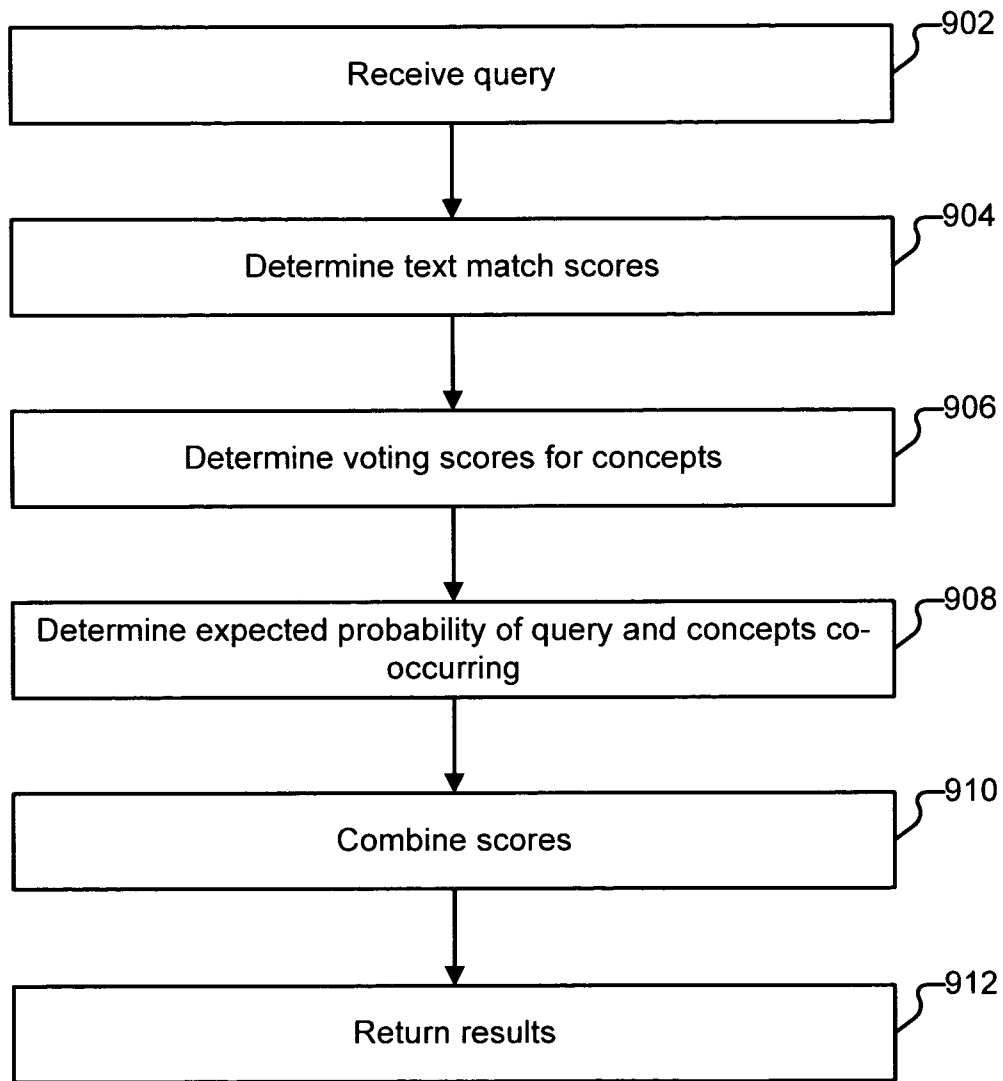 902
Receive query
904
Determine text match scores
906
Determine voting scores for concepts
908
Determine expected probability of query and concepts co-
occurring
910
Combine scores
912
Return results